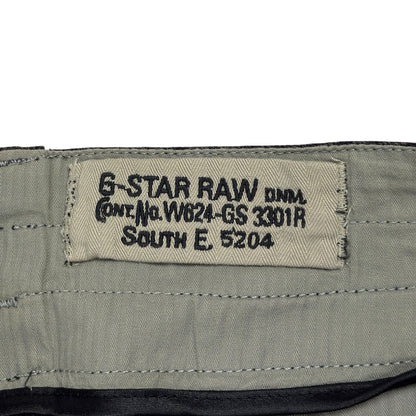 G-STAR RAW DNM.
CONT.NO.W624-GS 3301R
SOUTH E. 5204